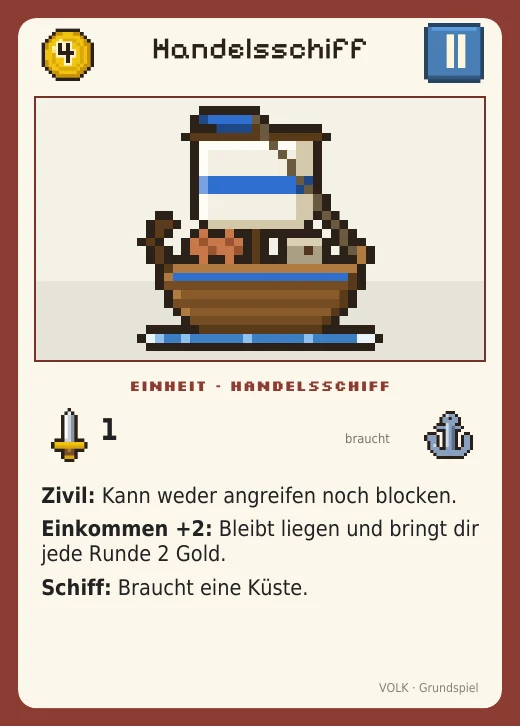 4
Handelsschiff
II
EINHEIT - HANDELSSCHIFF
1
braucht
Zivil: Kann weder angreifen noch blocken.
Einkommen +2: Bleibt liegen und bringt dir
jede Runde 2 Gold.
Schiff: Braucht eine Küste.
VOLK · Grundspiel